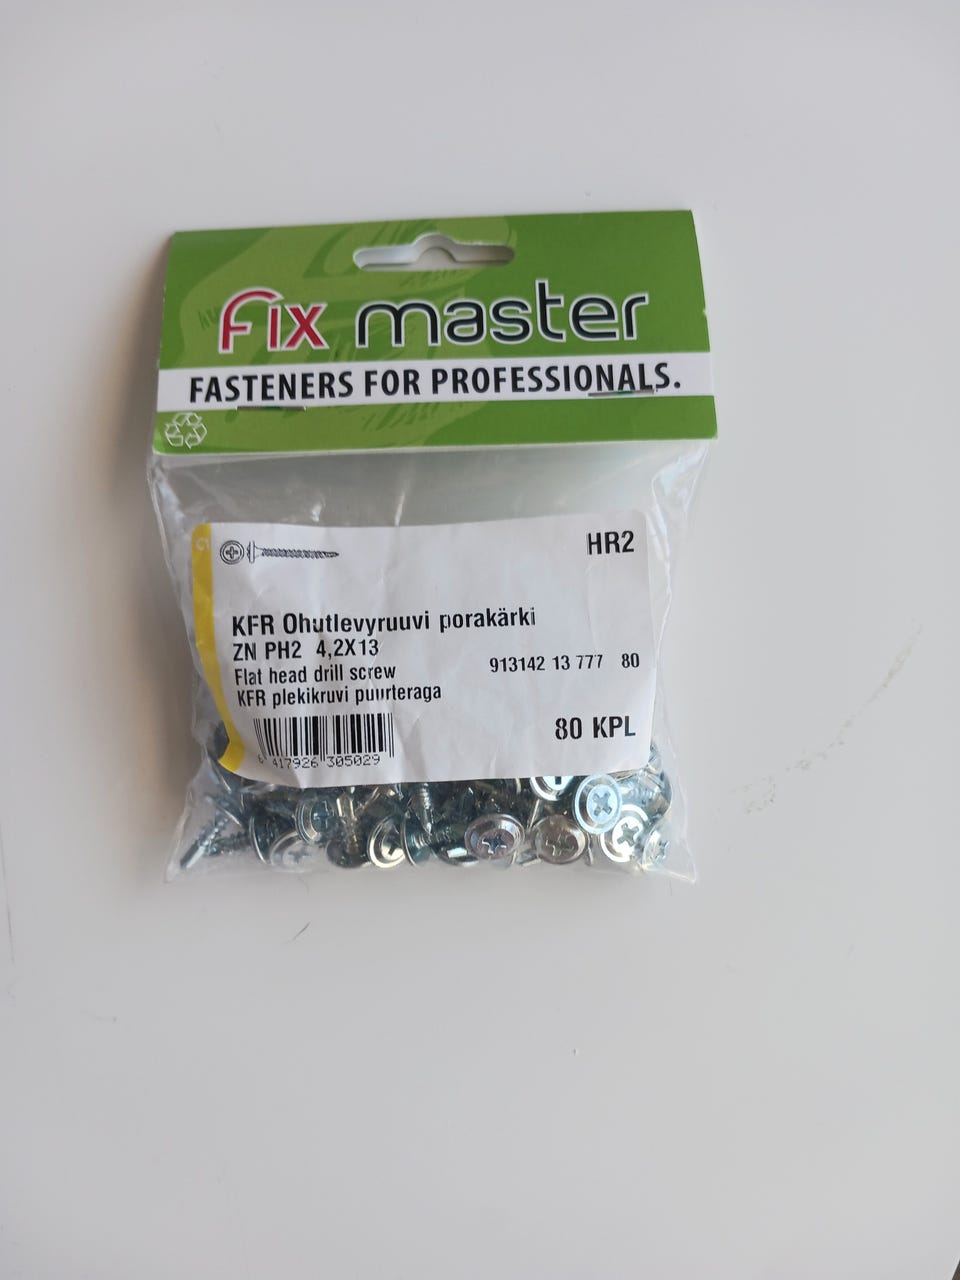 fix master
FASTENERS FOR PROFESSIONALS.
HR2
KFR Ohutlevyruuvi porakärki
ZN PH2 4,2X13
Flat head drill screw 913142 13 777 80
KFR plekikruvi puurteraga
80 KPL
6 417926 305029